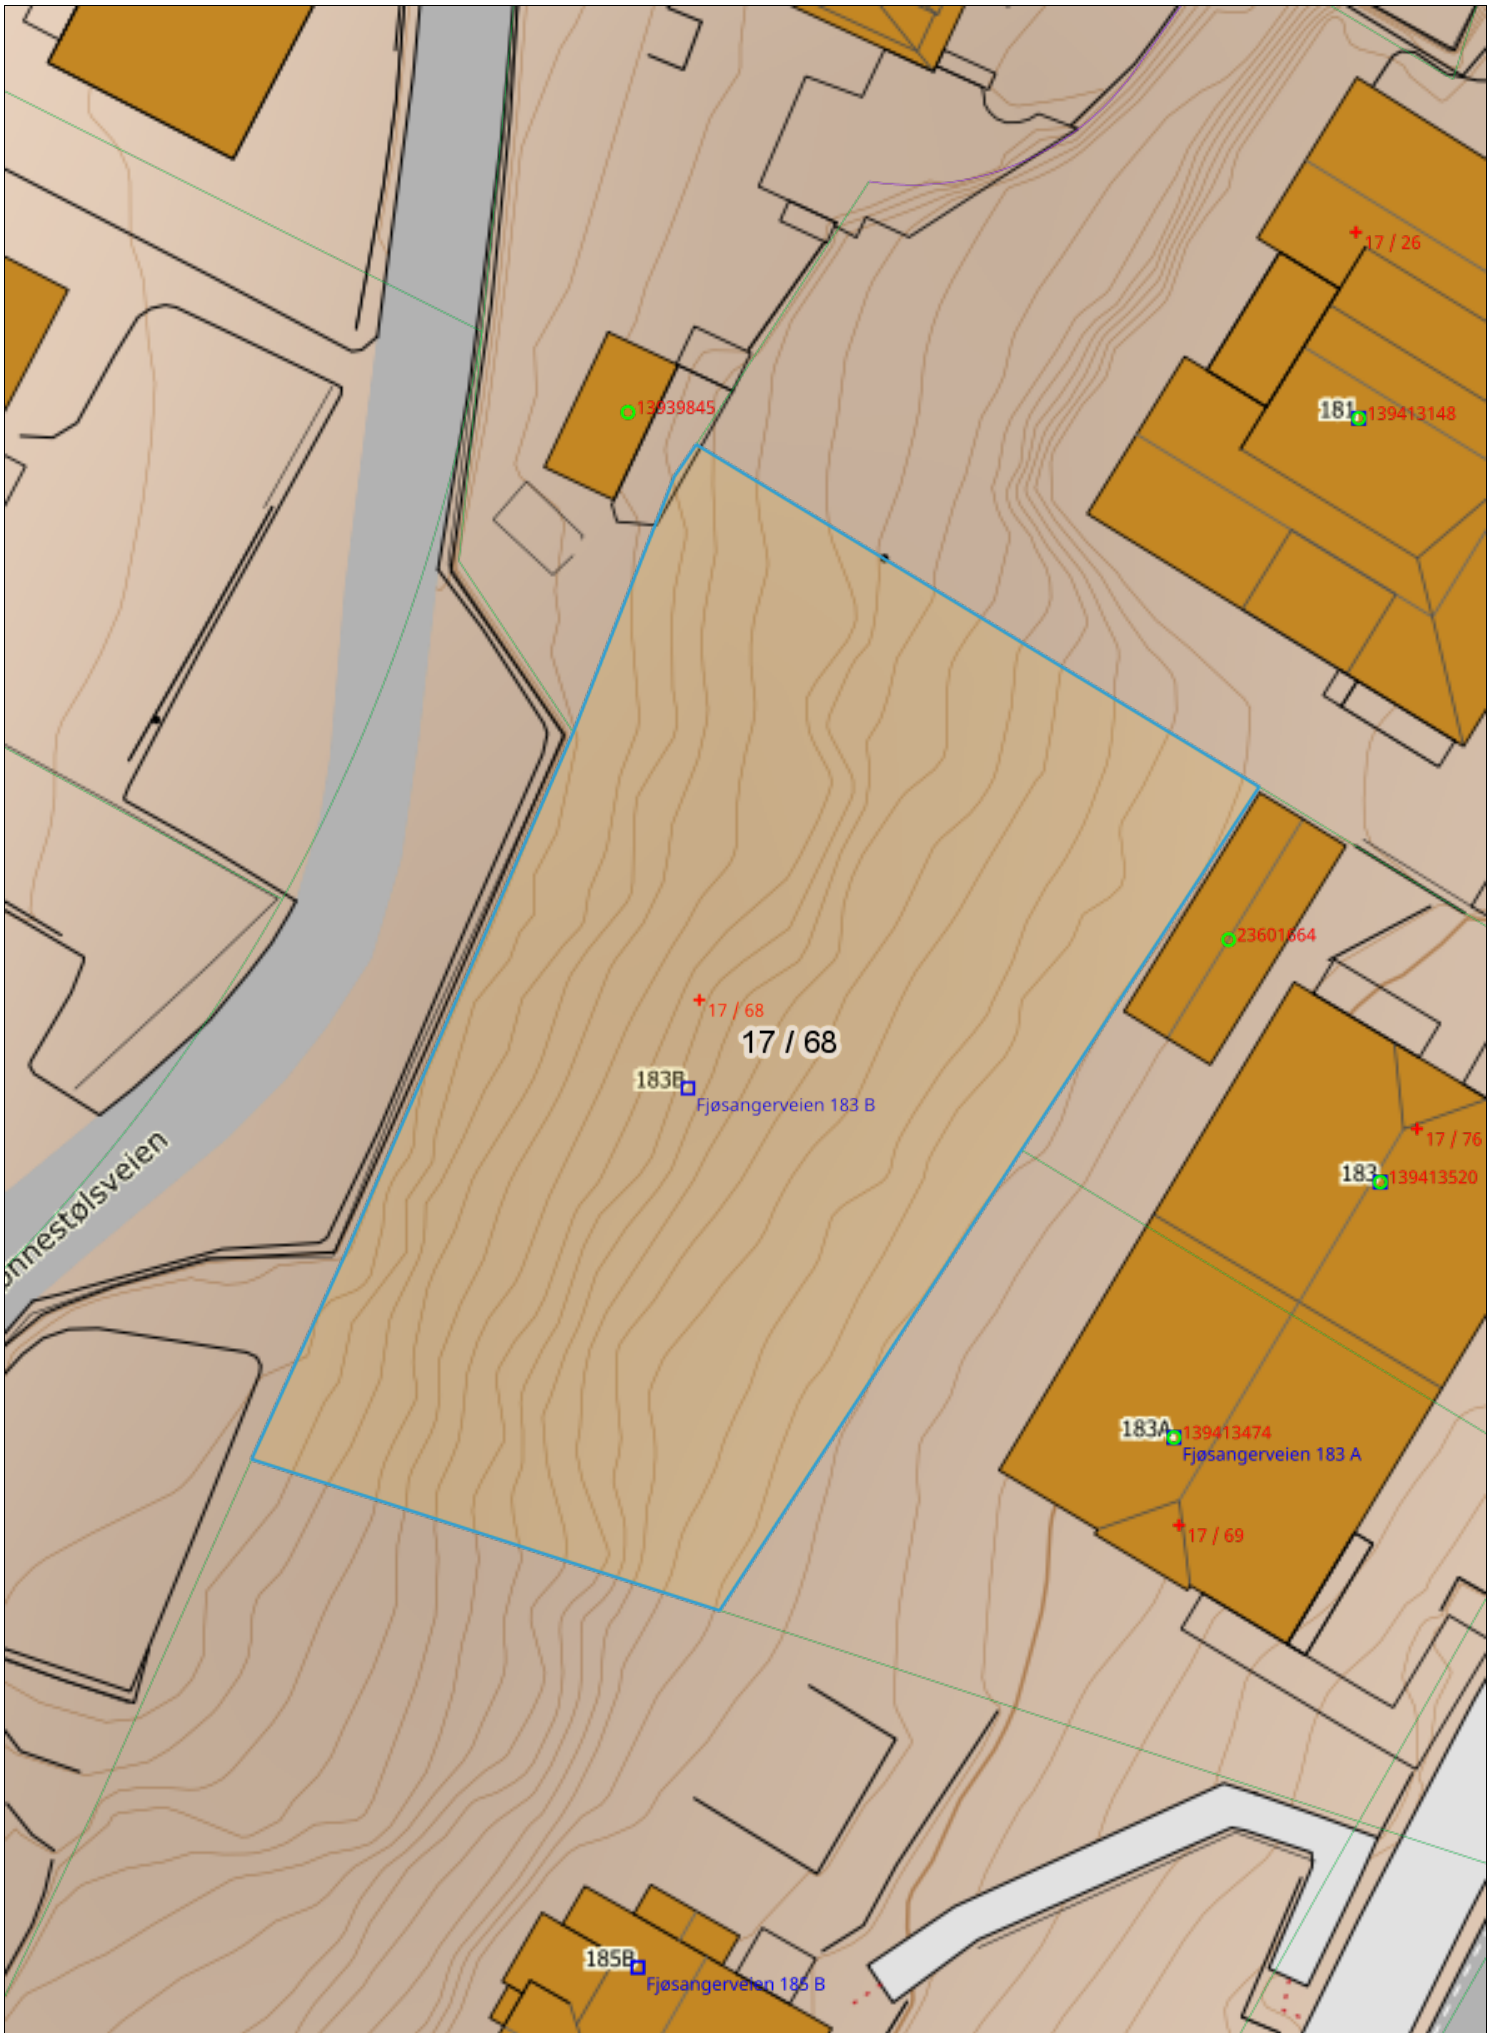 17 / 26
13939845
181
139413148
23601664
17 / 68
17 / 68
183B
Fjøsangerveien 183 B
17 / 76
183
139413520
onnestølsveien
183A
139413474
Fjøsangerveien 183 A
17 / 69
185B
Fjøsangerveien 185 B